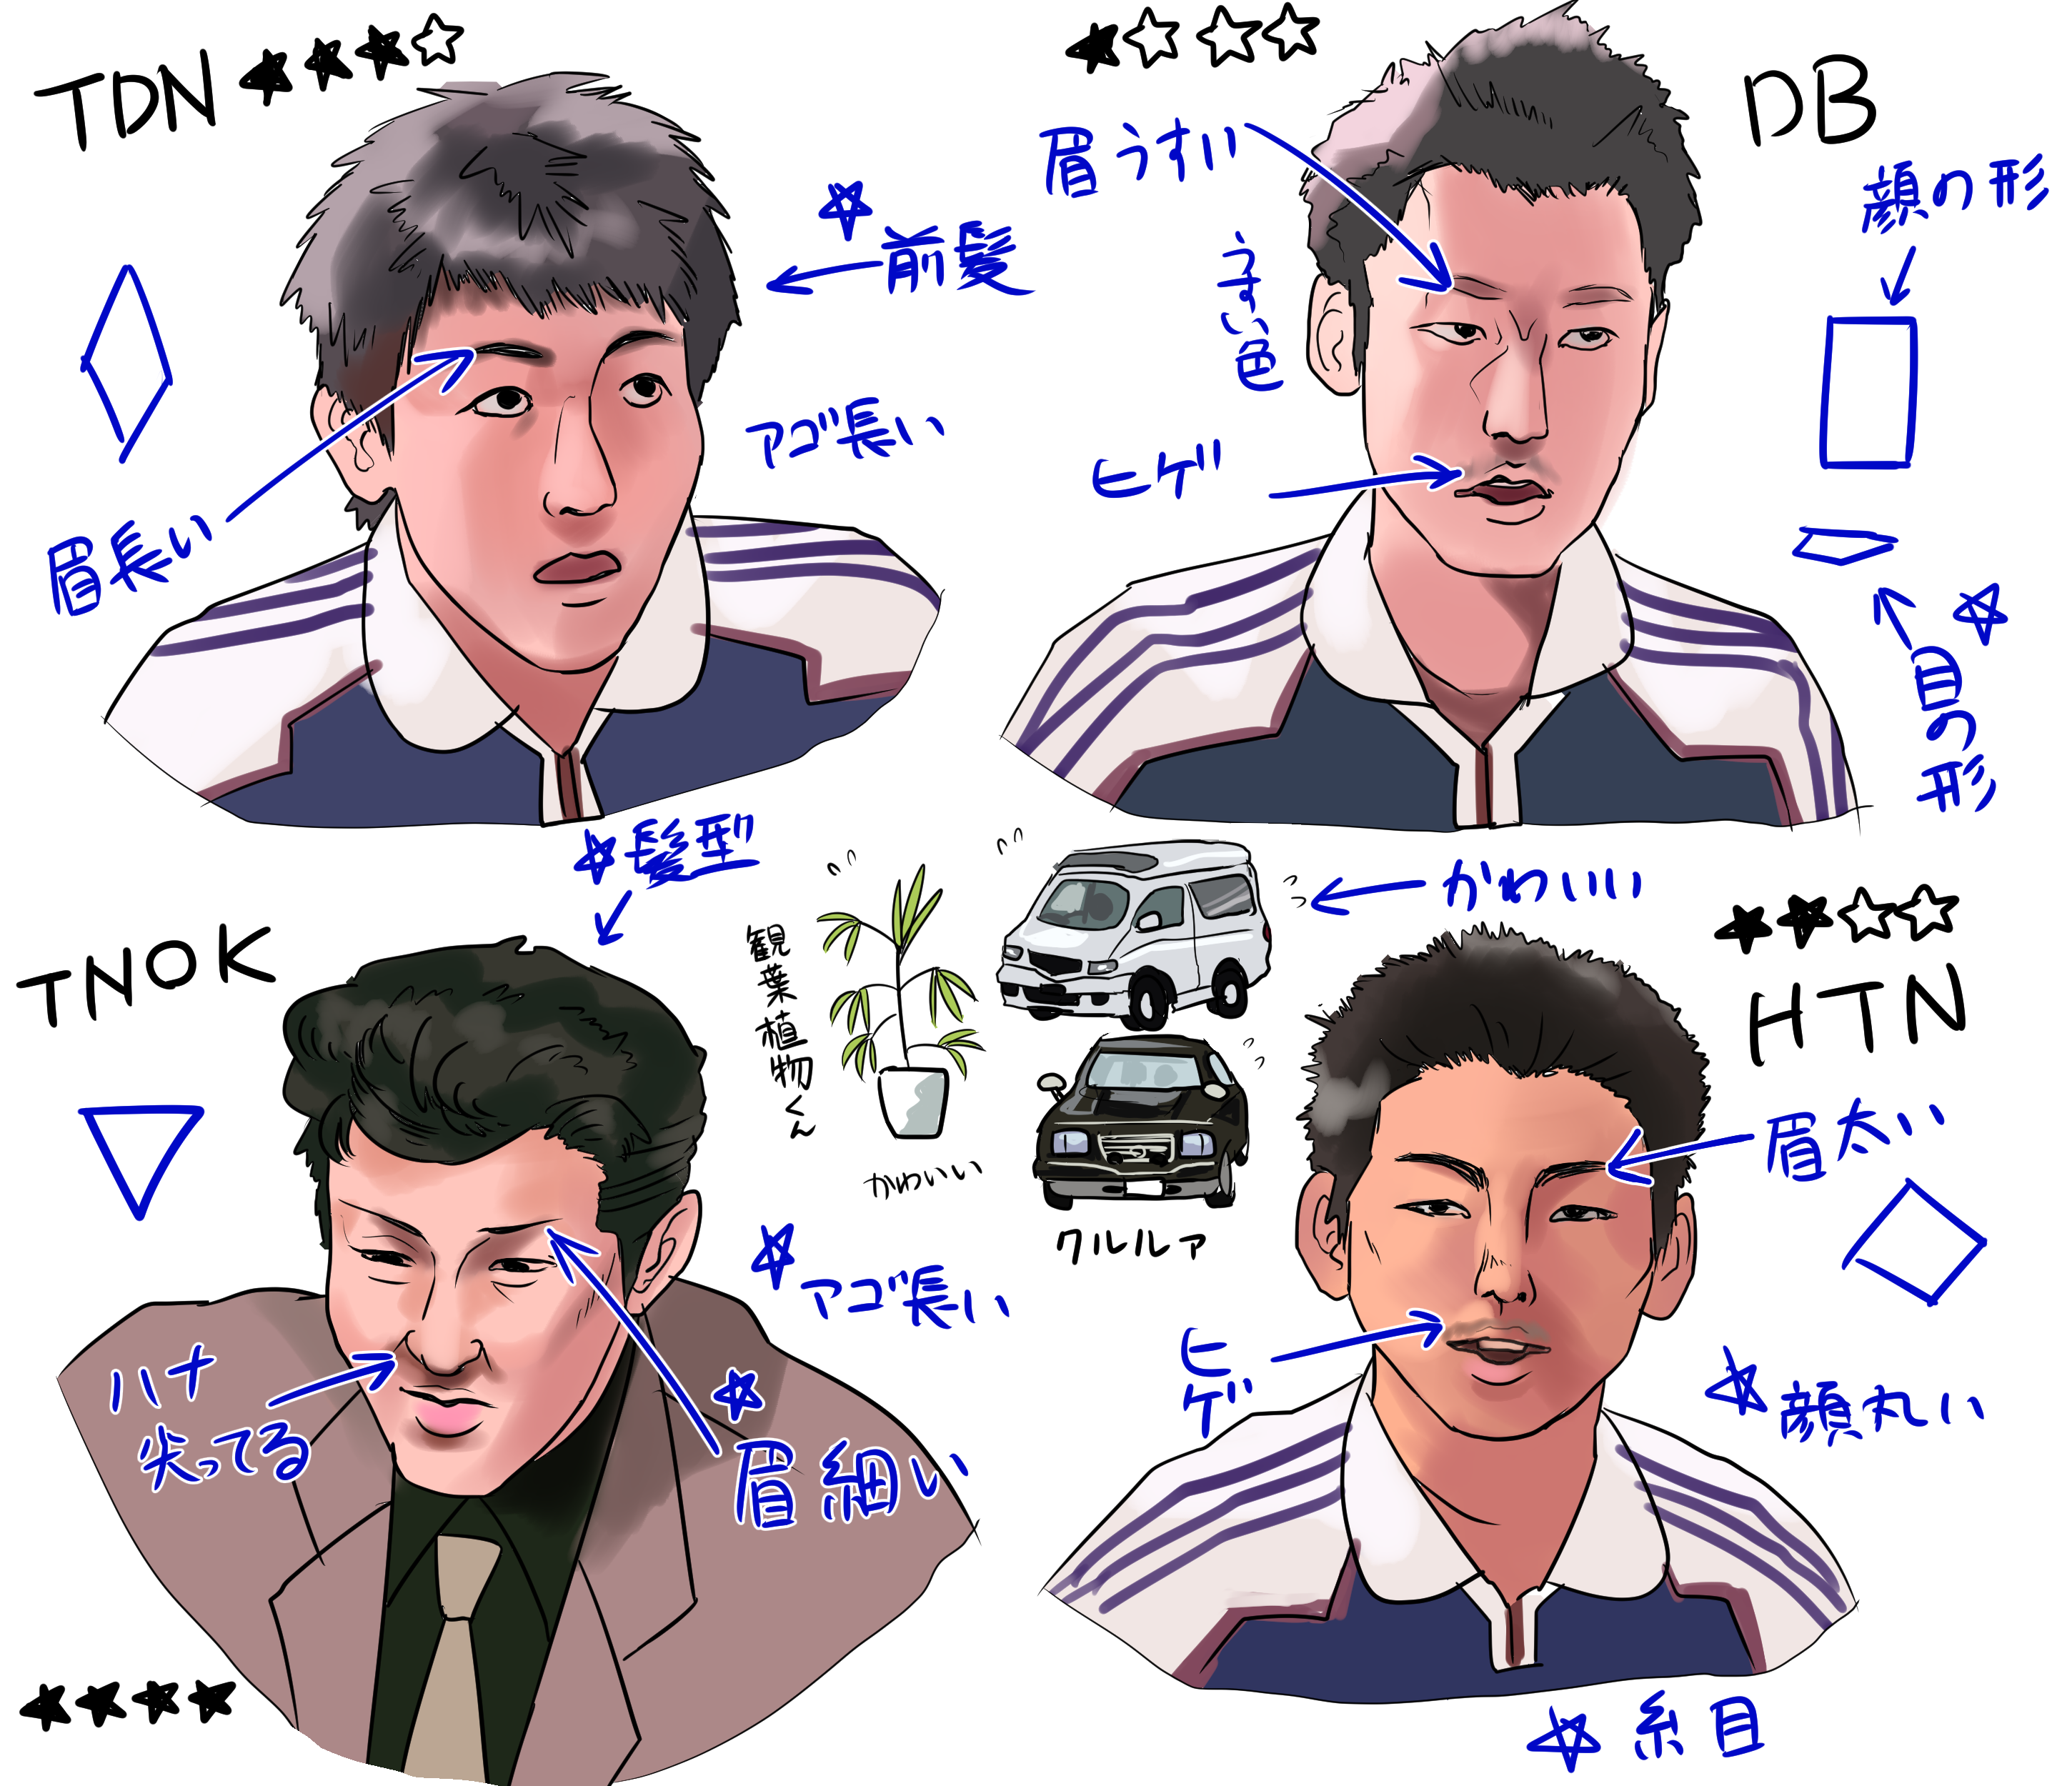 TDN ★★★☆
☆前髪
眉長い
アゴ長い
★☆☆☆
DB
眉うすい
うすい色
ヒゲ
顔の形
☆目の形
☆髪型
TNOK
ハナ
尖ってる
☆アゴ長い
☆眉細い
★★★★
観葉植物くん
かわいい
かわいい
クルルァ
★★☆☆
HTN
眉太い
ヒゲ
☆顔丸い
☆糸目